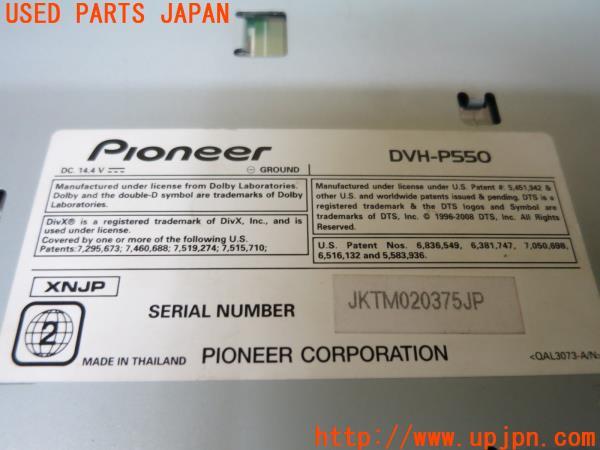 USED PARTS JAPAN
Pioneer
DVH-P550
DC 14.4 V
GROUND
Manufactured under license from Dolby Laboratories.
Dolby and the double-D symbol are trademarks of Dolby
Laboratories.
DivX® is a registered trademark of DivX, Inc., and is
used under license.
Covered by one or more of the following U.S.
Patents:7,295,673; 7,460,688; 7,519,274; 7,515,710;
Manufactured under license under U.S. Patent #: 5,451,942 &
other U.S. and worldwide patents issued & pending. DTS is a
registered trademark & the DTS logos and Symbol are
trademarks of DTS, Inc. © 1996-2008 DTS, Inc. All Rights
Reserved.
U.S. Patent Nos. 6,836,549, 6,381,747, 7,050,698,
6,516,132 and 5,583,936.
XNJP
2
SERIAL NUMBER
JKTM020375JP
MADE IN THAILAND
PIONEER CORPORATION
<QAL3073-A/N>
UPJ
http://www.upjpn.com/